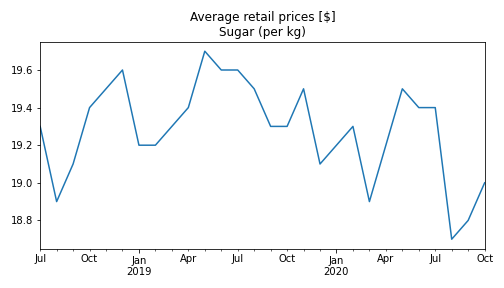 Average retail prices [$]
Sugar (per kg)
19.6
19.4
19.2
19.0
18.8
Jul Oct Jan Apr Jul Oct Jan Apr Jul Oct
2019 2020